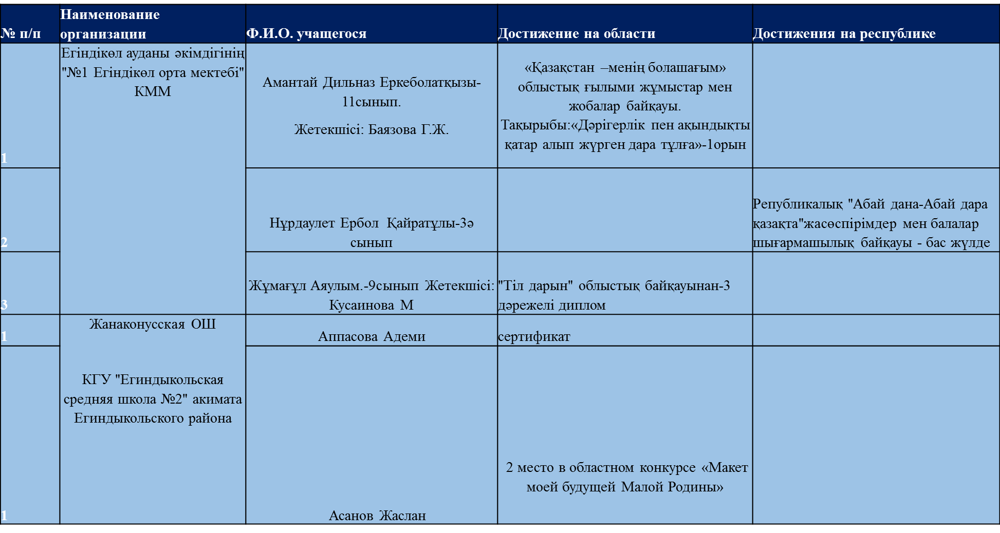 № п/п
Наименование
организации
Ф.И.О. учащегося
Достижение на области
Достижения на республике
1
Егіндікөл ауданы әкімдігінің
"№1 Егіндікөл орта мектебі"
КММ
Амантай Дильназ Еркеболатқызы-
11сынып.
Жетекшісі: Баязова Г.Ж.
«Қазақстан –менің болашағым»
облыстық ғылыми жұмыстар мен
жобалар байқауы.
Тақырыбы:«Дәрігерлік пен ақындықты
қатар алып жүрген дара тұлға»-1орын
2
Нұрдаулет Ербол Қайратұлы-3ә
сынып
Републикалық "Абай дана-Абай дара
қазақта"жасөспірімдер мен балалар
шығармашылық байқауы - бас жүлде
3
Жұмағұл Аяулым.-9сынып Жетекшісі:
Кусаинова М
"Тіл дарын" облыстық байқауынан-3
дәрежелі диплом
1
Жанаконусская ОШ
Аппасова Адеми
сертификат
1
КГУ "Егиндыкольская
средняя школа №2" акимата
Егиндыкольского района
Асанов Жаслан
2 место в областном конкурсе «Макет
моей будущей Малой Родины»